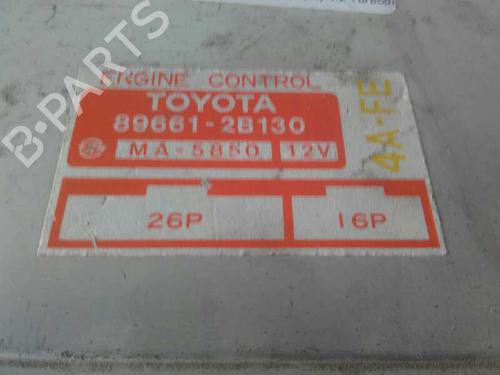 B-PARTS
ENGINE CONTROL
TOYOTA
89661-2B130
MA-5850 12V
4A-FE
26P
16P